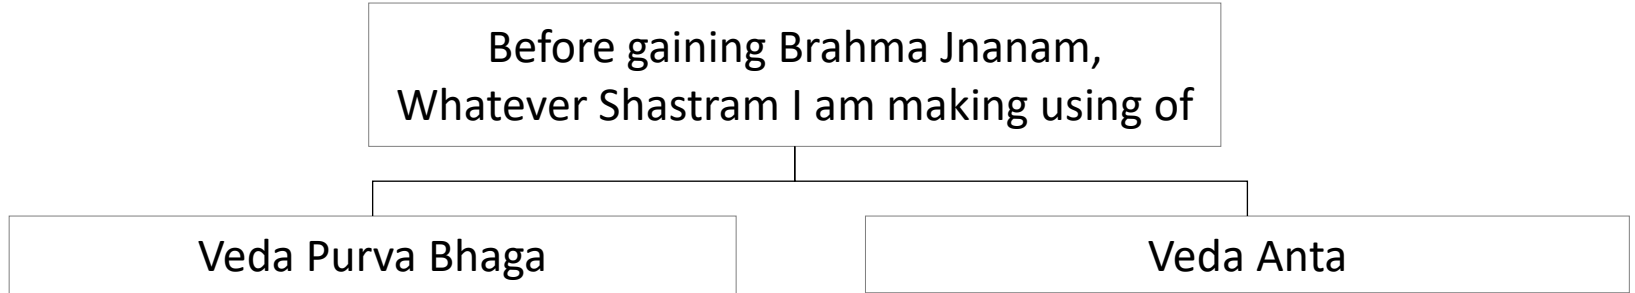 Before gaining Brahma Jnanam,
Whatever Shastram I am making using of
Veda Purva Bhaga
Veda Anta